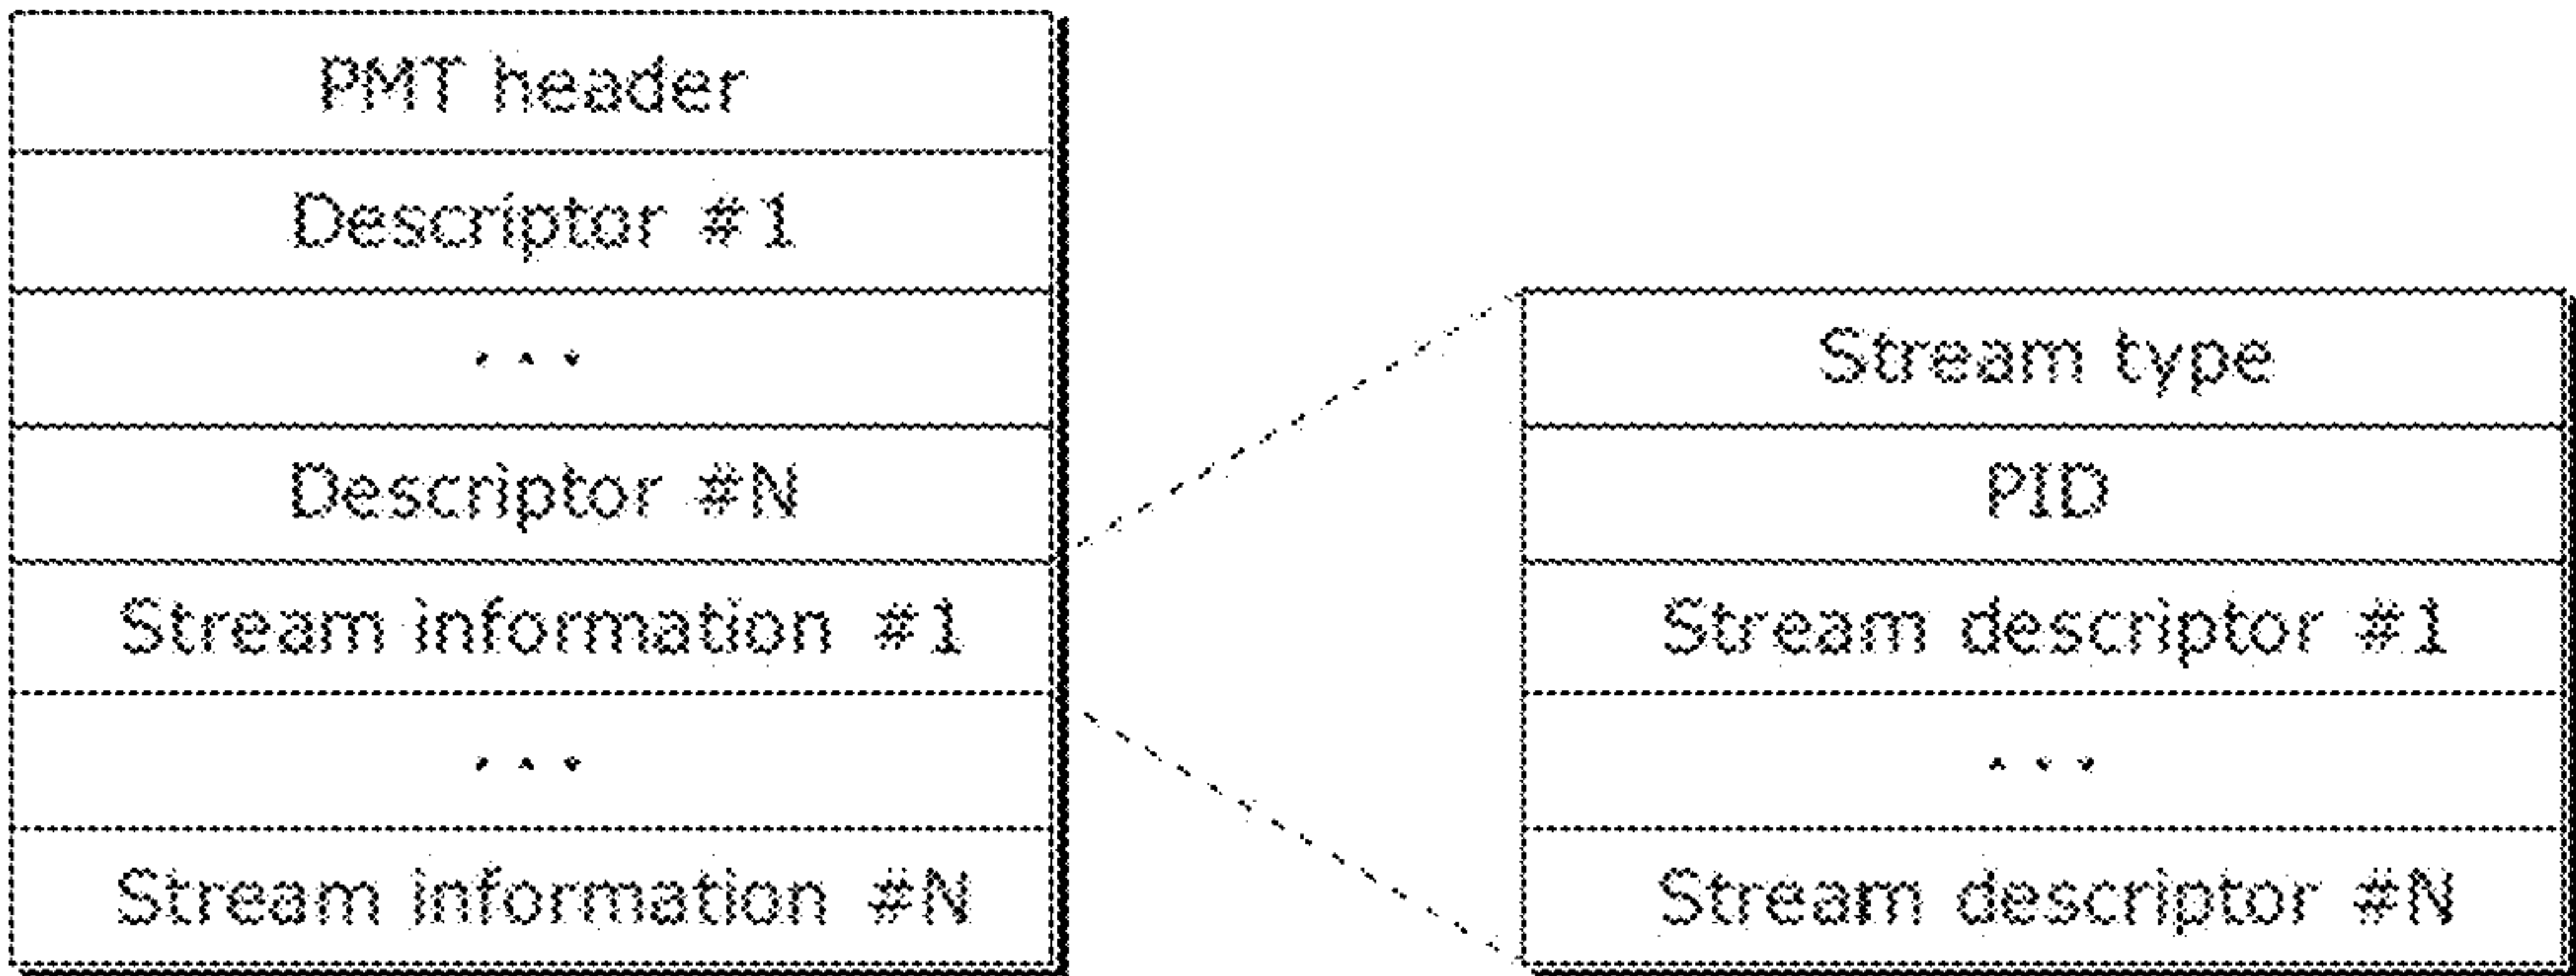 PMT header
Descriptor #1
...
Descriptor #N
Stream information #1
...
Stream information #N
Stream type
PID
Stream descriptor #1
...
Stream descriptor #N